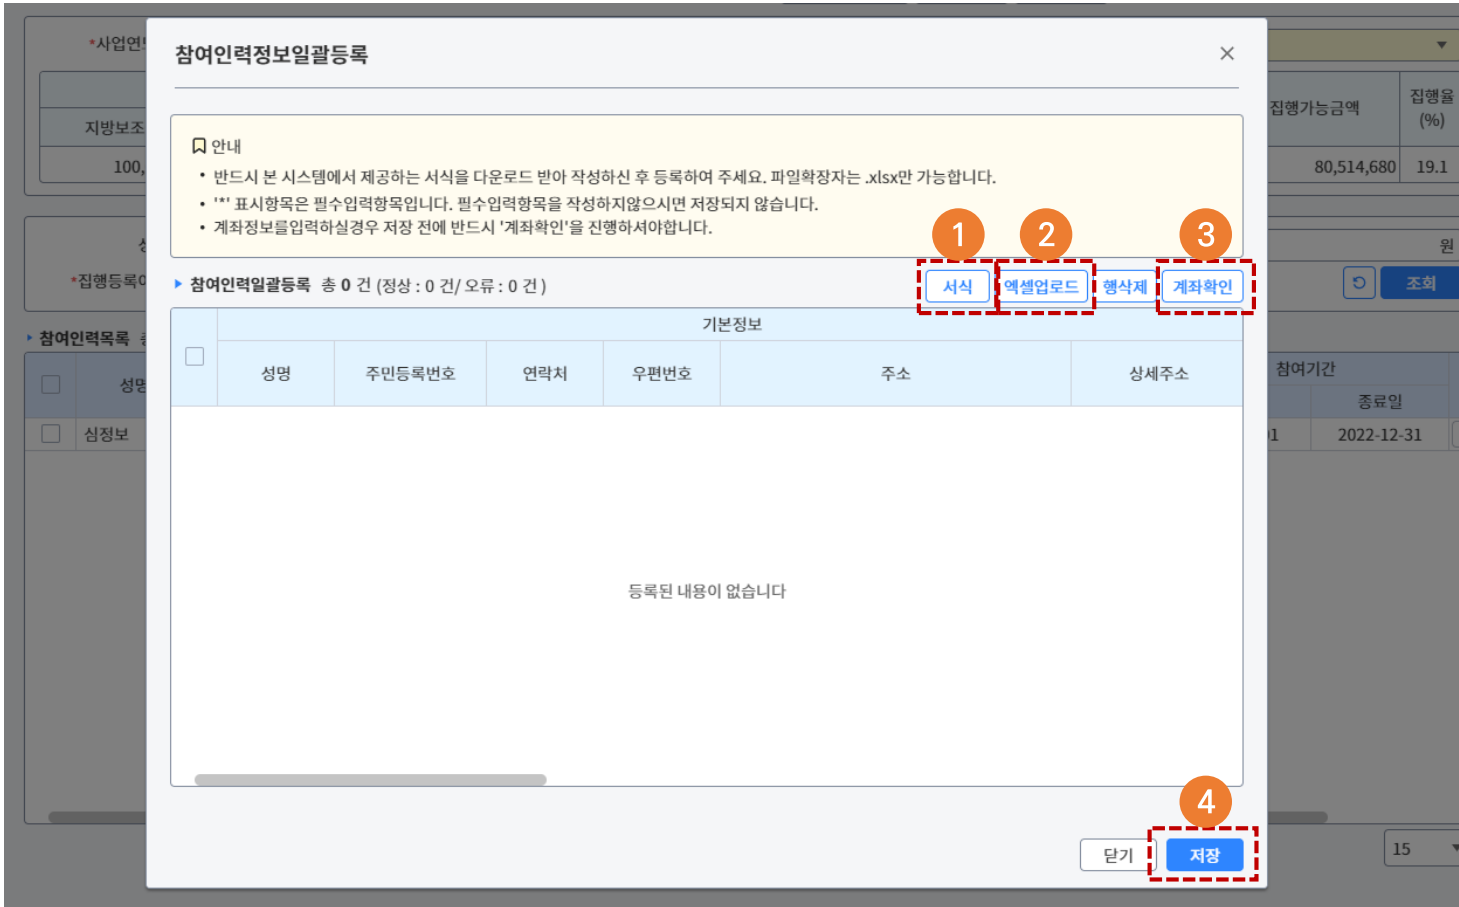 *사업연
참여인력정보일괄등록
집행가능금액
집행율
(%)
지방보조
100,
80,514,680
19.1
안내
• 반드시 본 시스템에서 제공하는 서식을 다운로드 받아 작성하신 후 등록하여 주세요. 파일확장자는 .xlsx만 가능합니다.
• '*' 표시항목은 필수입력항목입니다. 필수입력항목을 작성하지않으시면 저장되지 않습니다.
• 계좌정보를입력하실경우 저장 전에 반드시 '계좌확인'을 진행하셔야합니다.
1
2
3
원
*집행등록
참여인력일괄등록 총 0 건 (정상 : 0 건/ 오류 : 0 건 )
서식
엑셀업로드
행삭제
계좌확인
조회
참여인력목록
기본정보
성명
주민등록번호
연락처
우편번호
주소
상세주소
참여기간
성명
종료일
심정보
01
2022-12-31
등록된 내용이 없습니다
4
닫기
저장
15